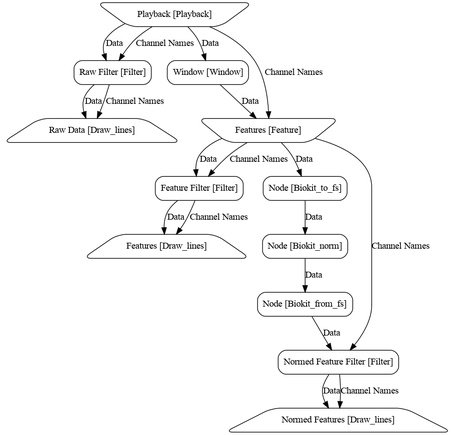 Playback [Playback]
Data
Channel Names
Data
Raw Filter [Filter]
Window [Window]
Channel Names
Data
Channel Names
Data
Raw Data [Draw_lines]
Features [Feature]
Data
Channel Names
Data
Feature Filter [Filter]
Node [Biokit_to_fs]
Data
Channel Names
Data
Features [Draw_lines]
Node [Biokit_norm]
Channel Names
Data
Node [Biokit_from_fs]
Data
Normed Feature Filter [Filter]
Data
Channel Names
Normed Features [Draw_lines]